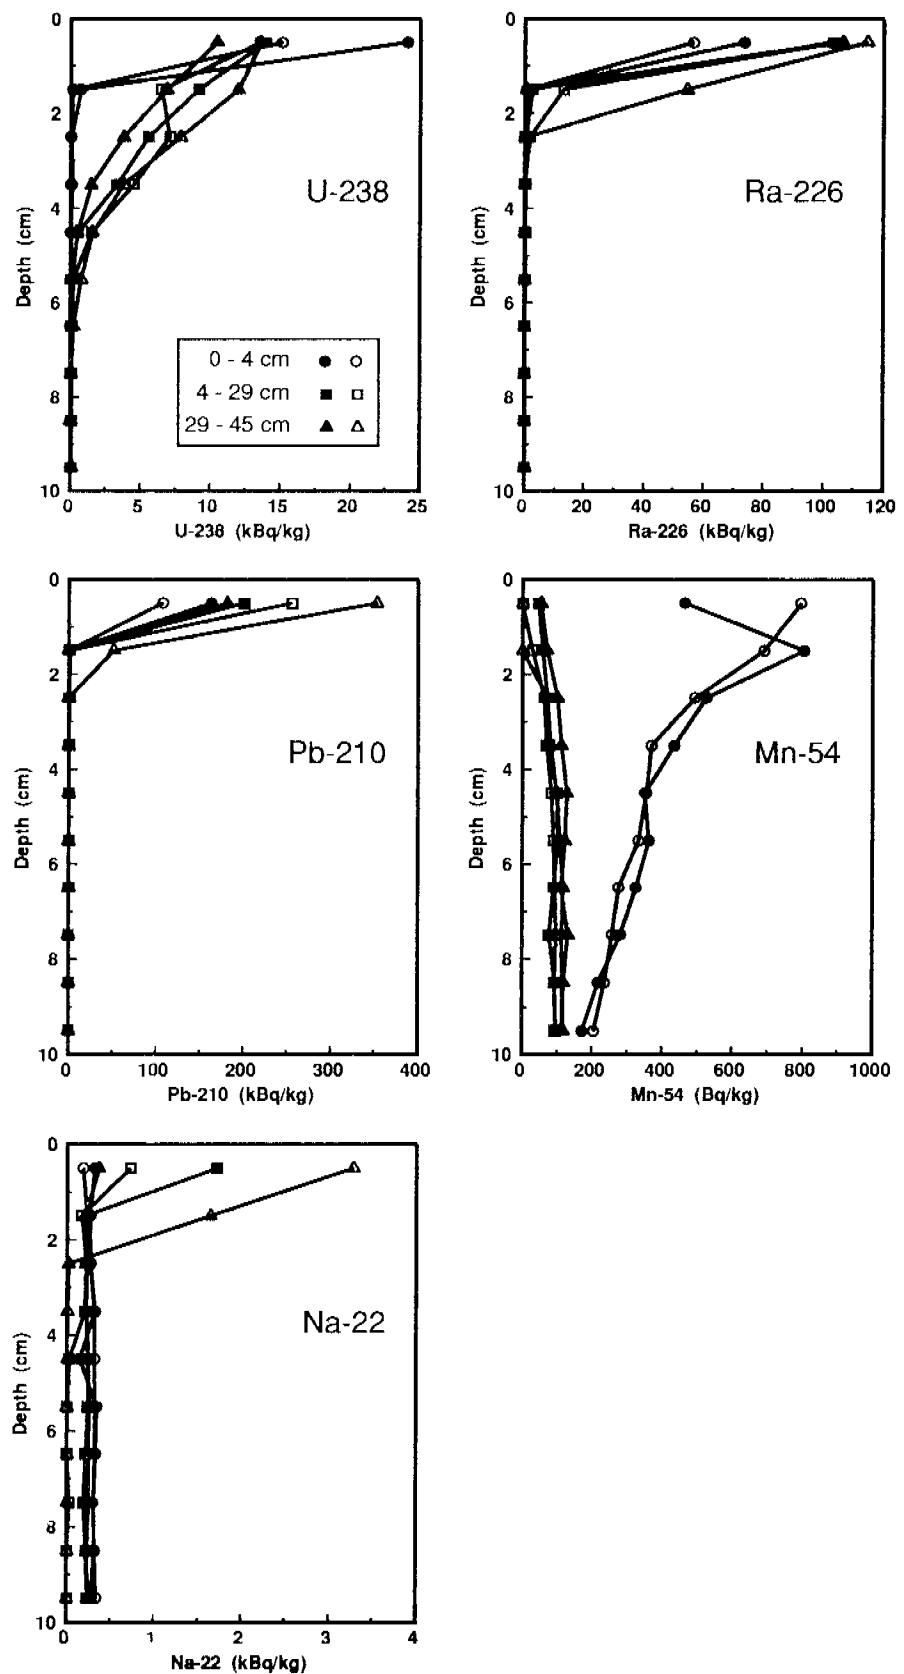 0
2
4
6
8
10
Depth (cm)
U-238
0 - 4 cm
4 - 29 cm
29 - 45 cm
0 5 10 15 20 25
U-238 (kBq/kg)
0
2
4
6
8
10
Depth (cm)
Ra-226
0 20 40 60 80 100 120
Ra-226 (kBq/kg)
0
2
4
6
8
10
Depth (cm)
Pb-210
0 100 200 300 400
Pb-210 (kBq/kg)
0
2
4
6
8
10
Depth (cm)
Mn-54
0 200 400 600 800 1000
Mn-54 (Bq/kg)
0
2
4
6
8
10
Depth (cm)
Na-22
0 1 2 3 4
Na-22 (kBq/kg)